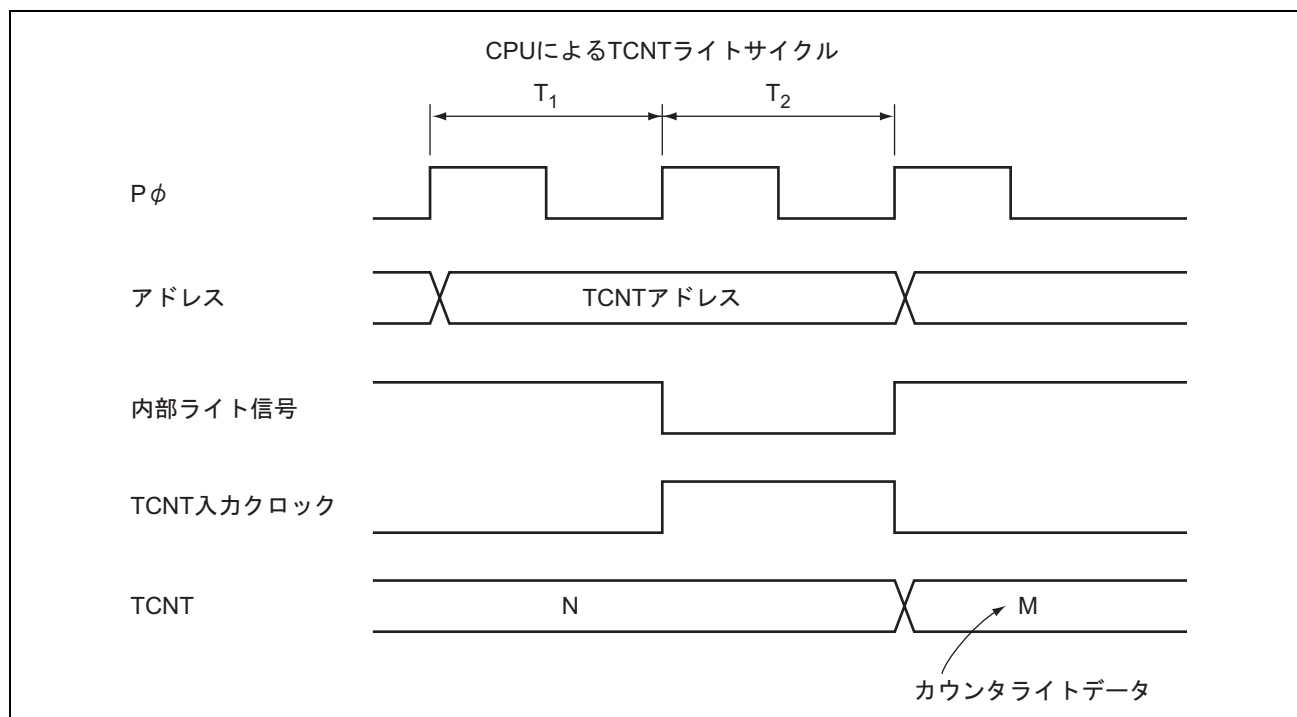 CPUによるTCNTライトサイクル
T1 T2
Pφ
アドレス TCNTアドレス
内部ライト信号
TCNT入力クロック
TCNT N M
カウンタライトデータ